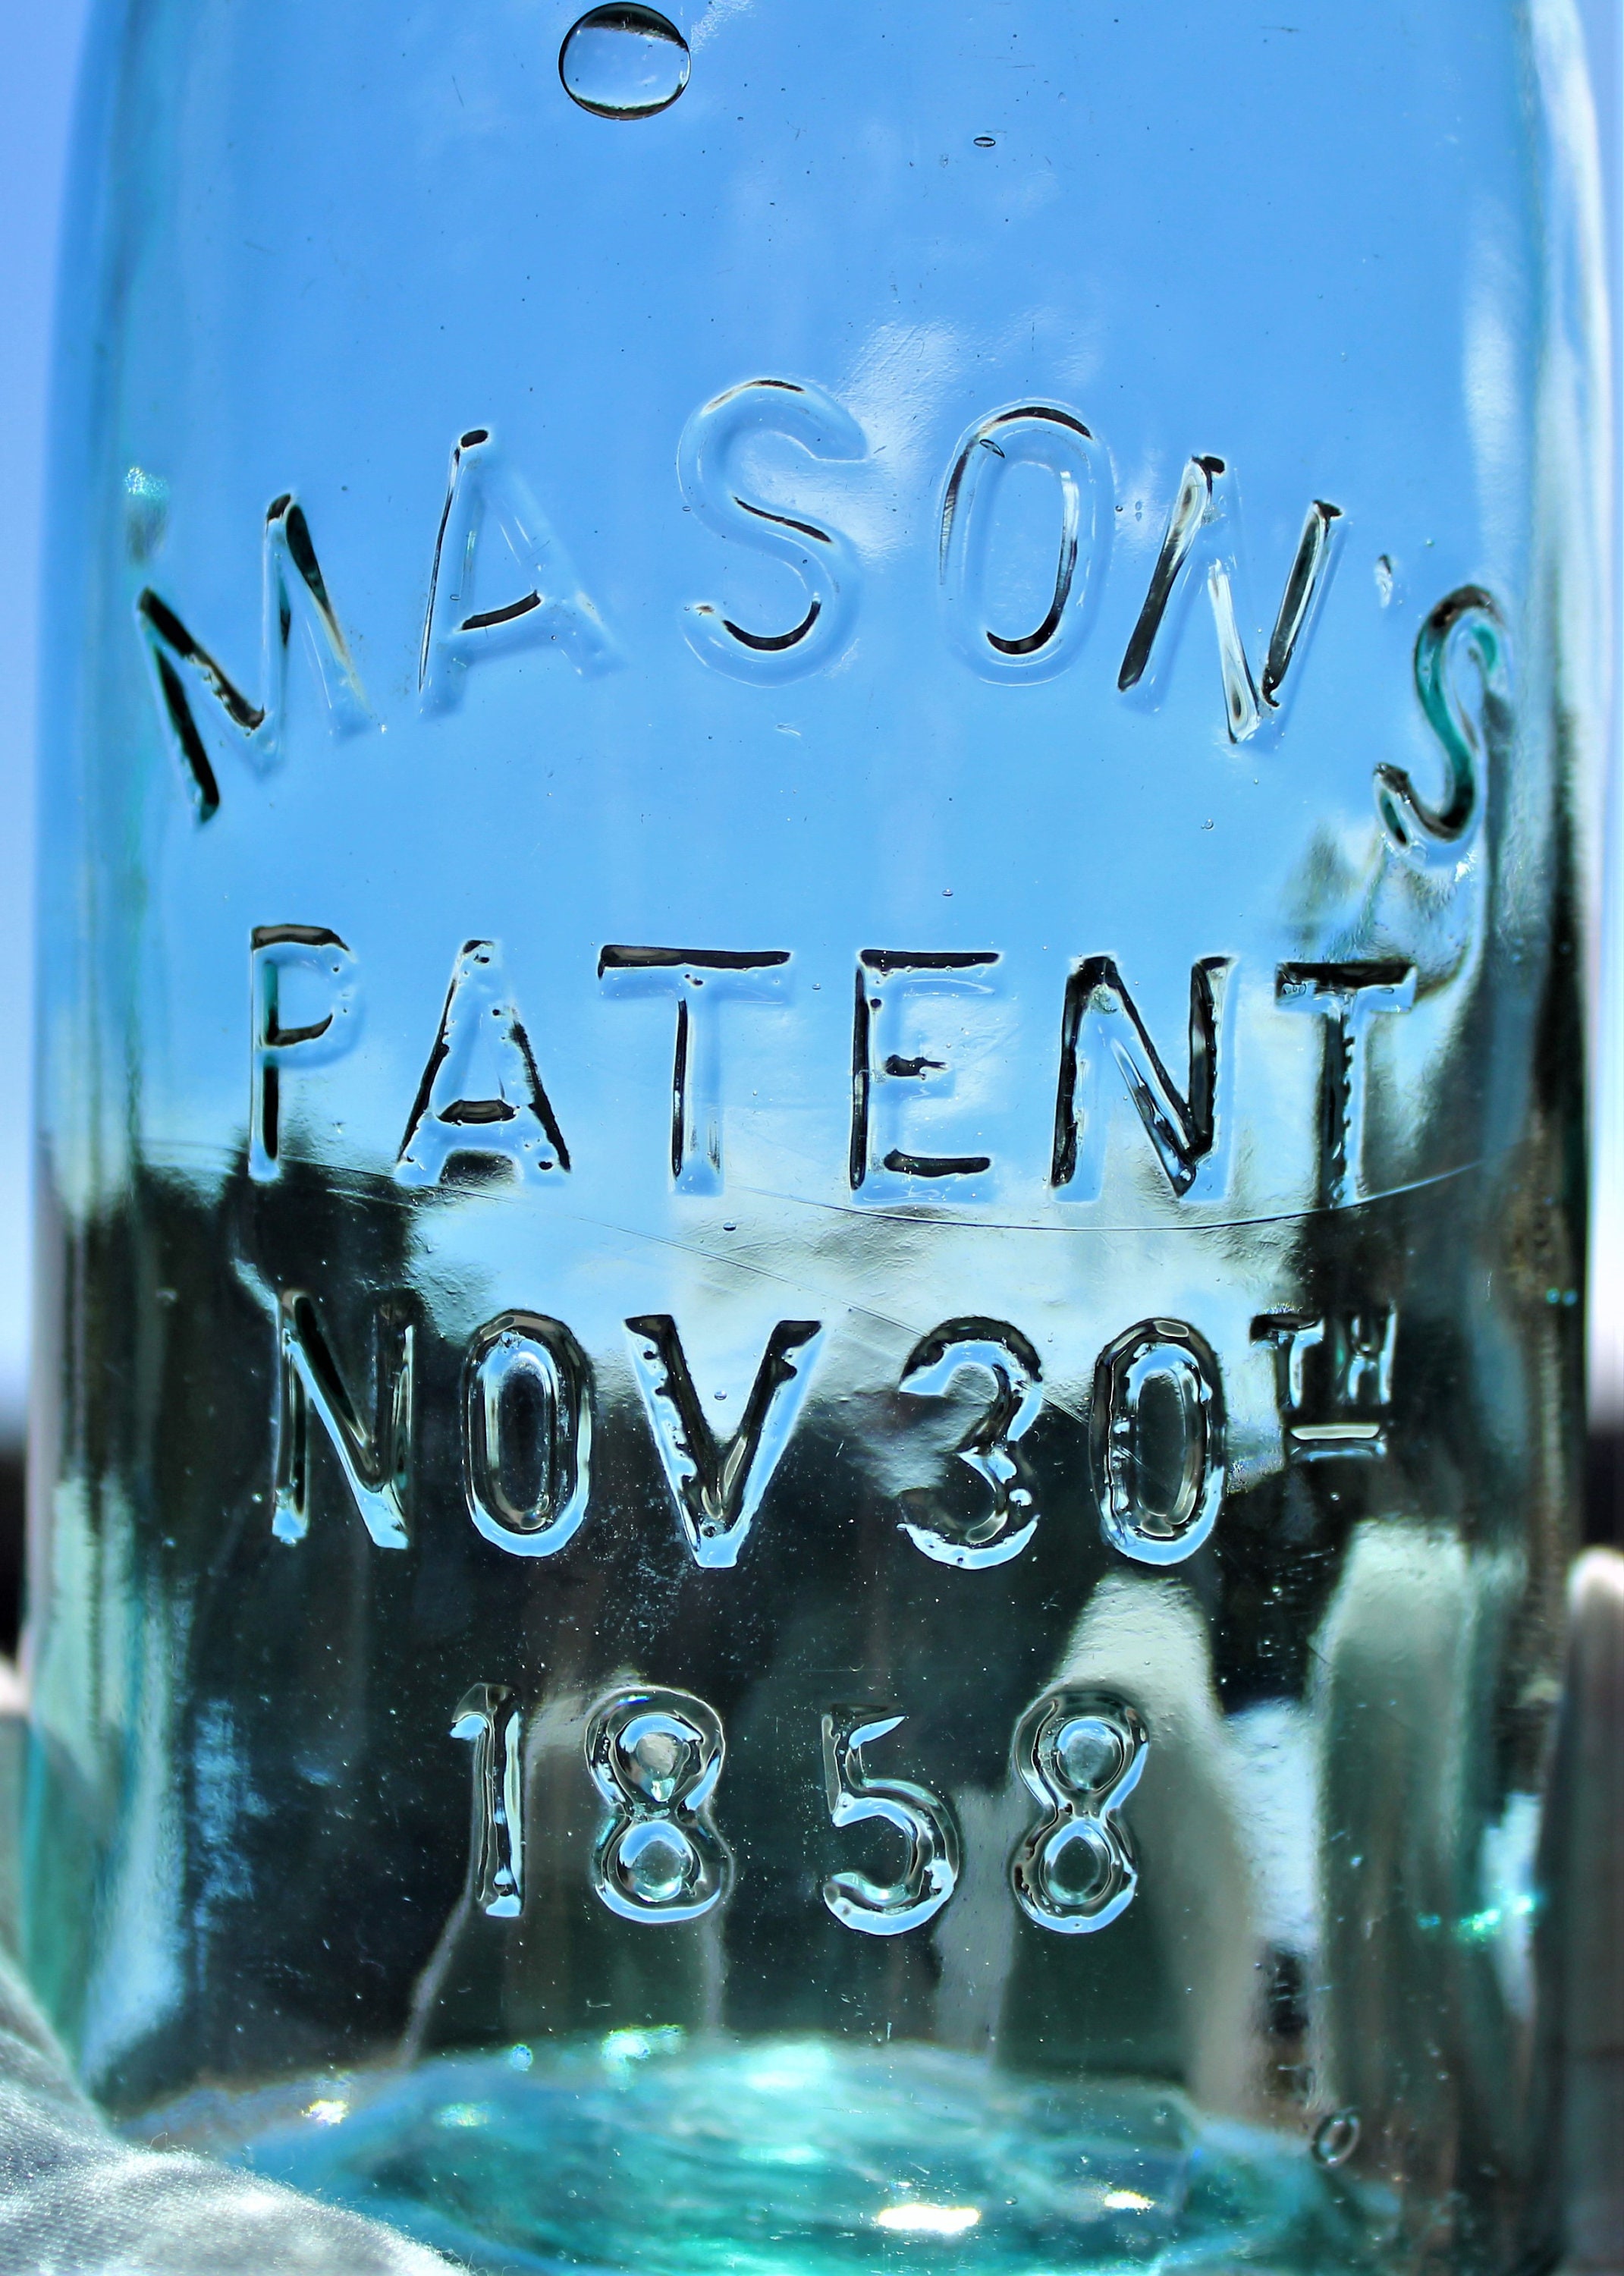 MASON'S
PATENT
NOV 30TH
1858